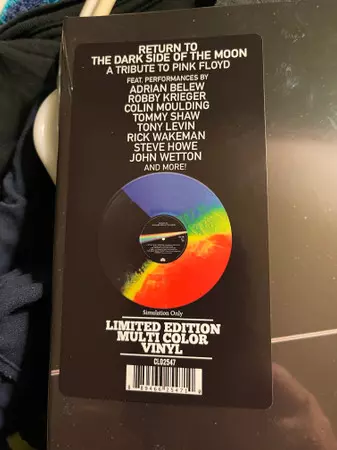 RETURN TO
THE DARK SIDE OF THE MOON
A TRIBUTE TO PINK FLOYD
FEAT. PERFORMANCES BY
ADRIAN BELEW
ROBBY KRIEGER
COLIN MOULDING
TOMMY SHAW
TONY LEVIN
RICK WAKEMAN
STEVE HOWE
JOHN WETTON
AND MORE!
Simulation Only
LIMITED EDITION
MULTI COLOR
VINYL
CLO2547